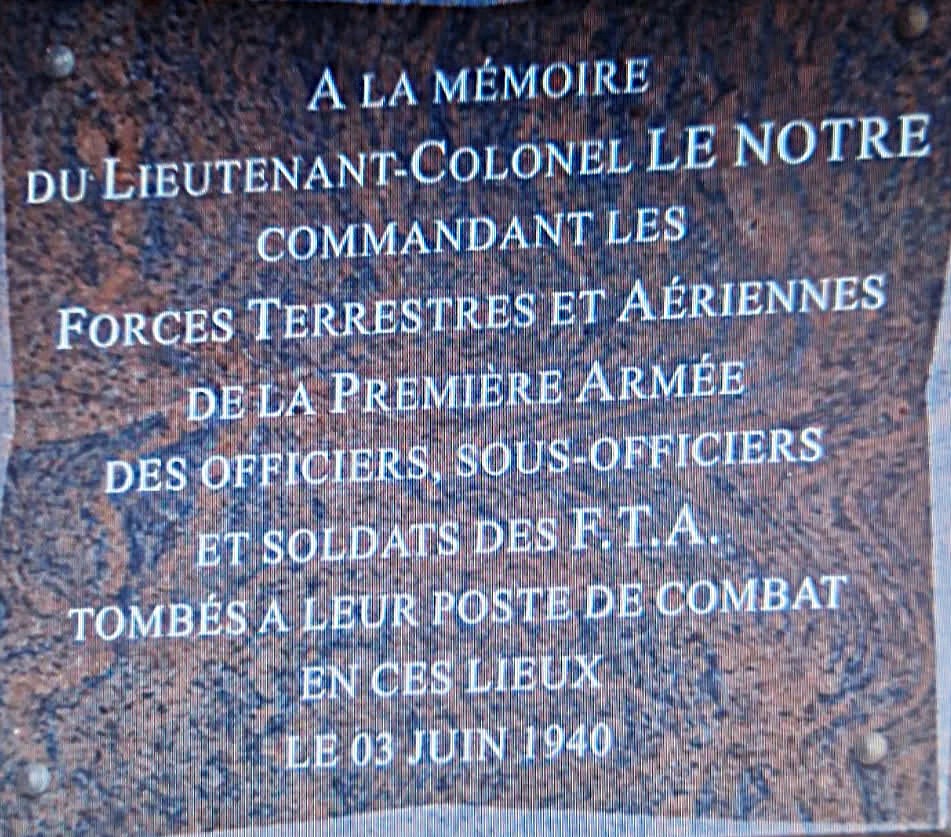 A LA MÉMOIRE
DU LIEUTENANT-COLONEL LE NOTRE
COMMANDANT LES
FORCES TERRESTRES ET AÉRIENNES
DE LA PREMIÈRE ARMÉE
DES OFFICIERS, SOUS-OFFICIERS
ET SOLDATS DES F.T.A.
TOMBÉS A LEUR POSTE DE COMBAT
EN CES LIEUX
LE 03 JUIN 1940